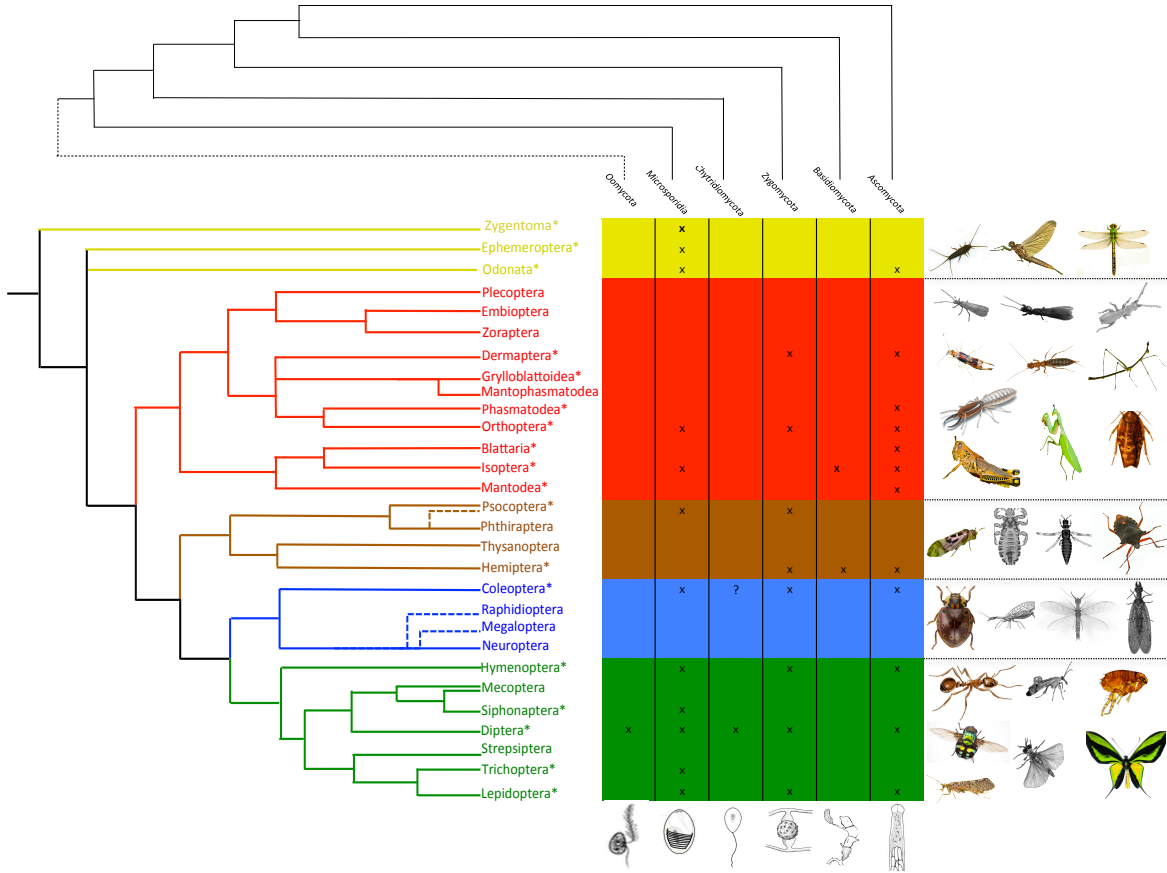 Oomycota
Microsporidia
Chytridiomycota
Zygomycota
Basidiomycota
Ascomycota
Zygentoma* x
Ephemeroptera* x
Odonata* x x
Plecoptera
Embioptera
Zoraptera
Dermaptera* x x
Grylloblattoidea*
Mantophasmatodea
Phasmatodea* x
Orthoptera* x x x
Blattaria* x
Isoptera* x x x
Mantodea* x
Psocoptera* x x
Phthiraptera
Thysanoptera
Hemiptera* x x x
Coleoptera* x ? x x
Raphidioptera
Megaloptera
Neuroptera
Hymenoptera* x x x
Mecoptera
Siphonaptera* x
Diptera* x x x x x
Strepsiptera
Trichoptera* x
Lepidoptera* x x x